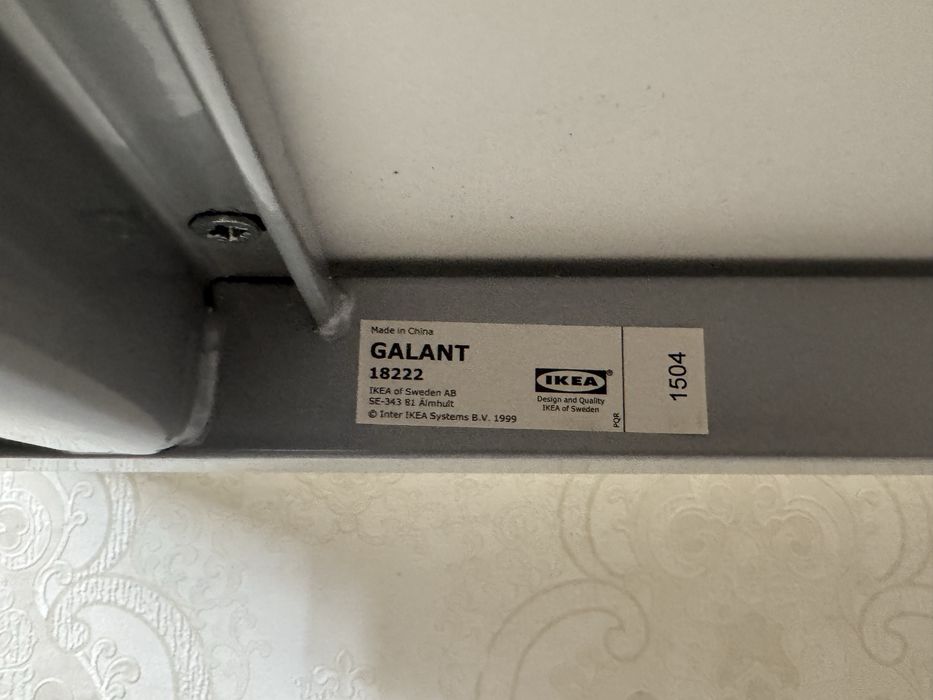 Made in China
GALANT
18222
IKEA of Sweden AB
SE-343 81 Älmhult
© Inter IKEA Systems B.V. 1999
IKEA®
Design and Quality
IKEA of Sweden
PQR
1504